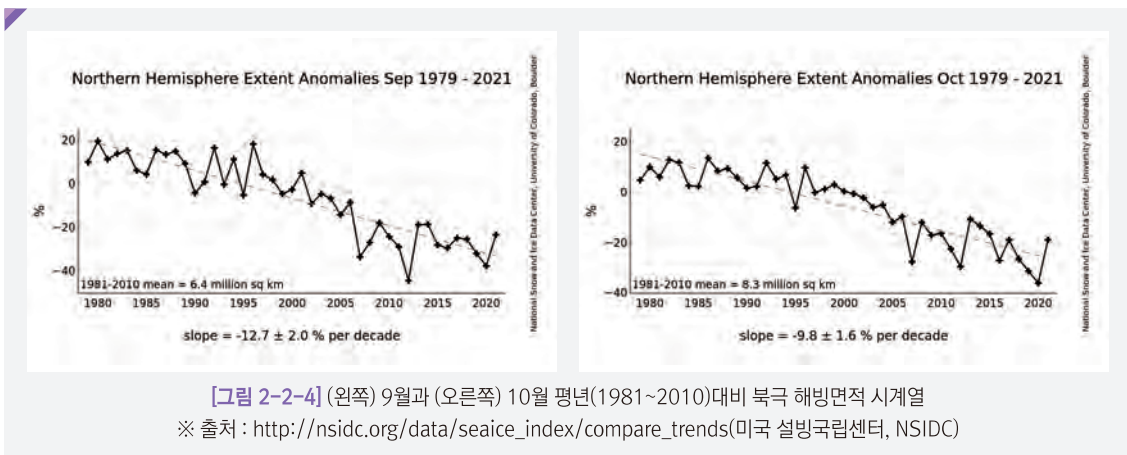 Northern Hemisphere Extent Anomalies Sep 1979 - 2021
20
0
−20
−40
%
1981-2010 mean = 6.4 million sq km
1980 1985 1990 1995 2000 2005 2010 2015 2020
slope = -12.7 ± 2.0 % per decade
National Snow and Ice Data Center, University of Colorado, Boulder
Northern Hemisphere Extent Anomalies Oct 1979 - 2021
20
0
−20
−40
%
1981-2010 mean = 8.3 million sq km
1980 1985 1990 1995 2000 2005 2010 2015 2020
slope = -9.8 ± 1.6 % per decade
National Snow and Ice Data Center, University of Colorado, Boulder
[그림 2-2-4] (왼쪽) 9월과 (오른쪽) 10월 평년(1981~2010)대비 북극 해빙면적 시계열
※ 출처 : http://nsidc.org/data/seaice_index/compare_trends(미국 설빙국립센터, NSIDC)